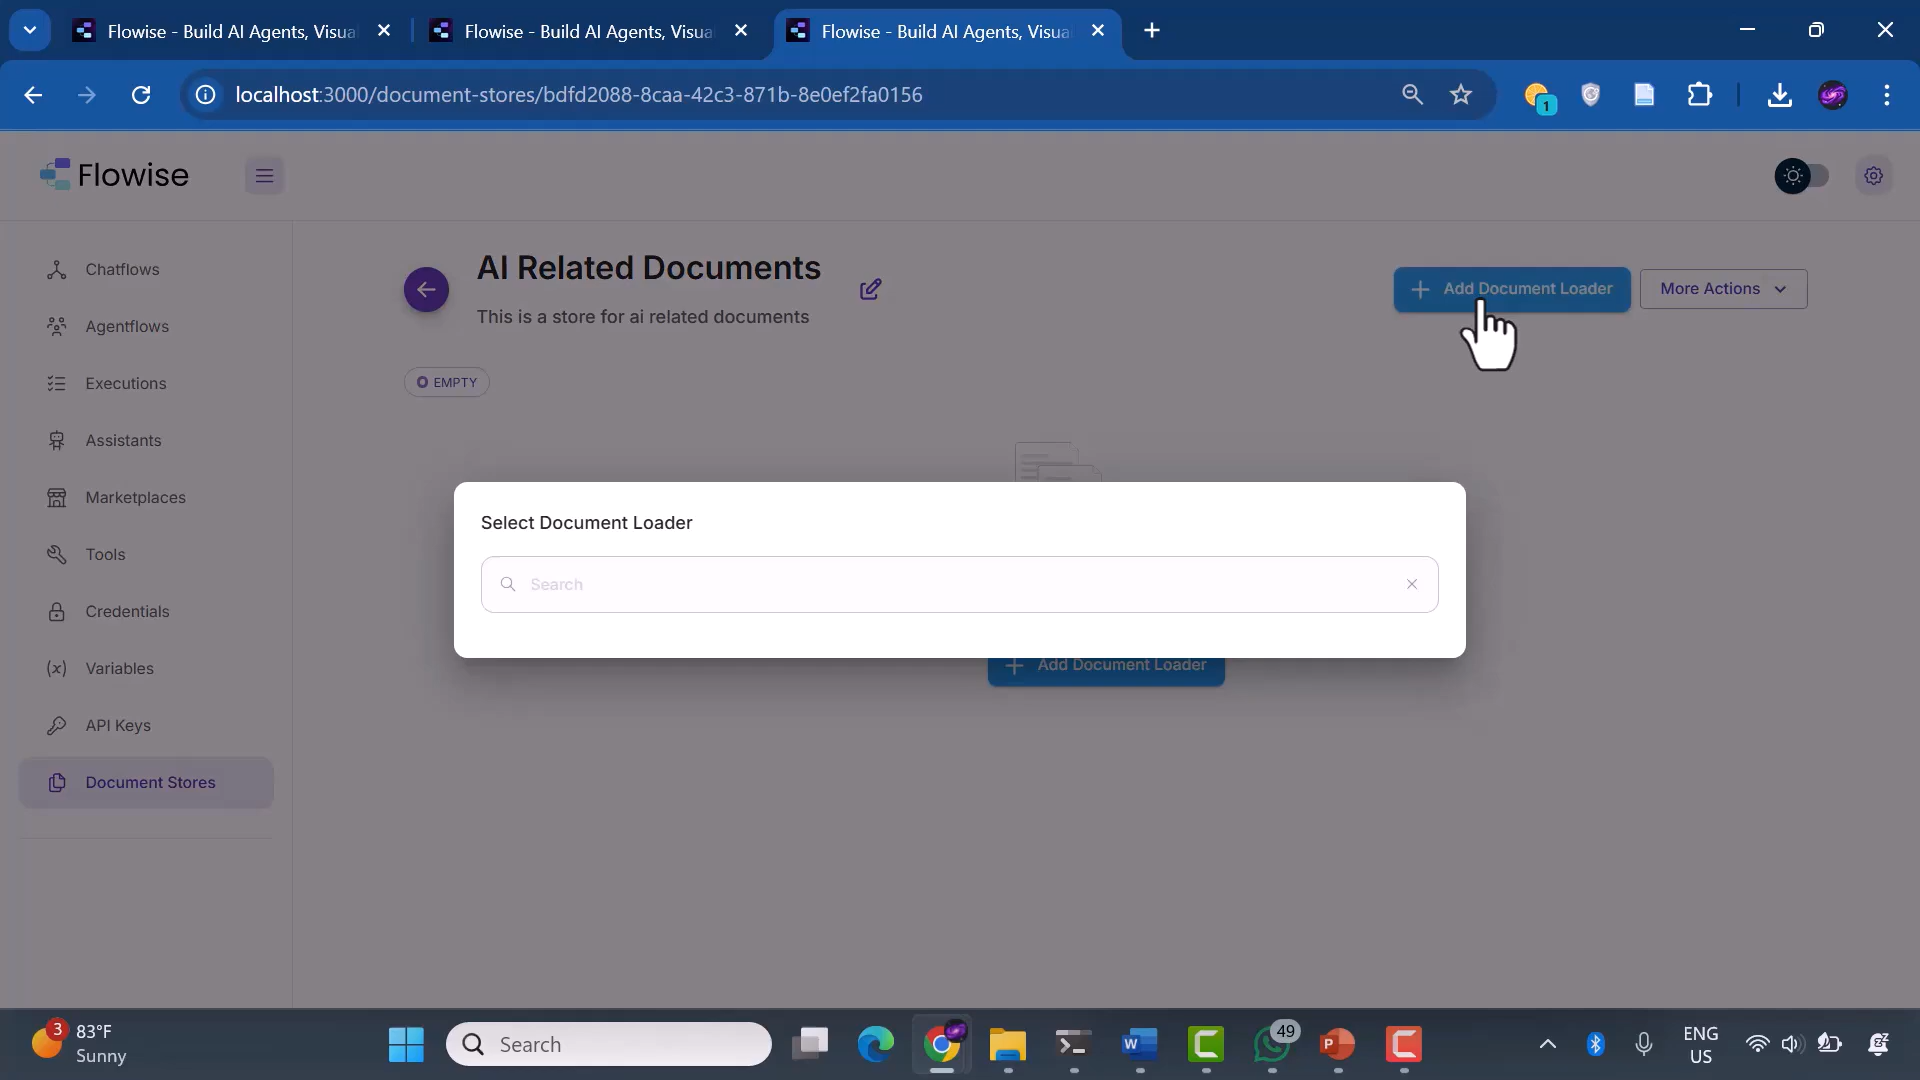 Flowise - Build AI Agents, Visua
Flowise - Build AI Agents, Visua
Flowise - Build AI Agents, Visua
localhost:3000/document-stores/bdfd2088-8caa-42c3-871b-8e0ef2fa0156
1
Flowise
Chatflows
Agentflows
Executions
Assistants
Marketplaces
Tools
Credentials
Variables
API Keys
Document Stores
AI Related Documents
This is a store for ai related documents
Add Document Loader
More Actions
EMPTY
Select Document Loader
Search
Add Document Loader
3
83°F
Sunny
Search
49
ENG
US